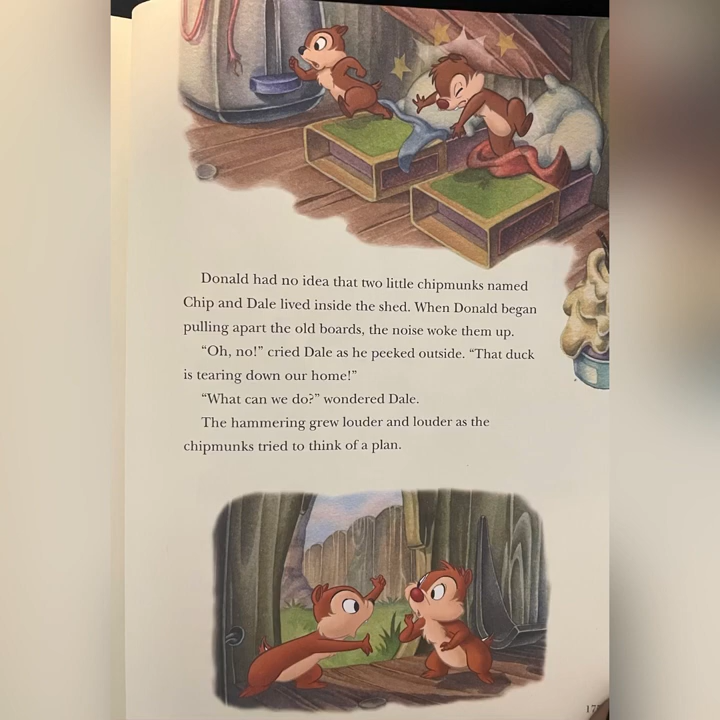 Donald had no idea that two little chipmunks named
Chip and Dale lived inside the shed. When Donald began
pulling apart the old boards, the noise woke them up.
“Oh, no!” cried Dale as he peeked outside. “That duck
is tearing down our home!”
“What can we do?” wondered Dale.
The hammering grew louder and louder as the
chipmunks tried to think of a plan.